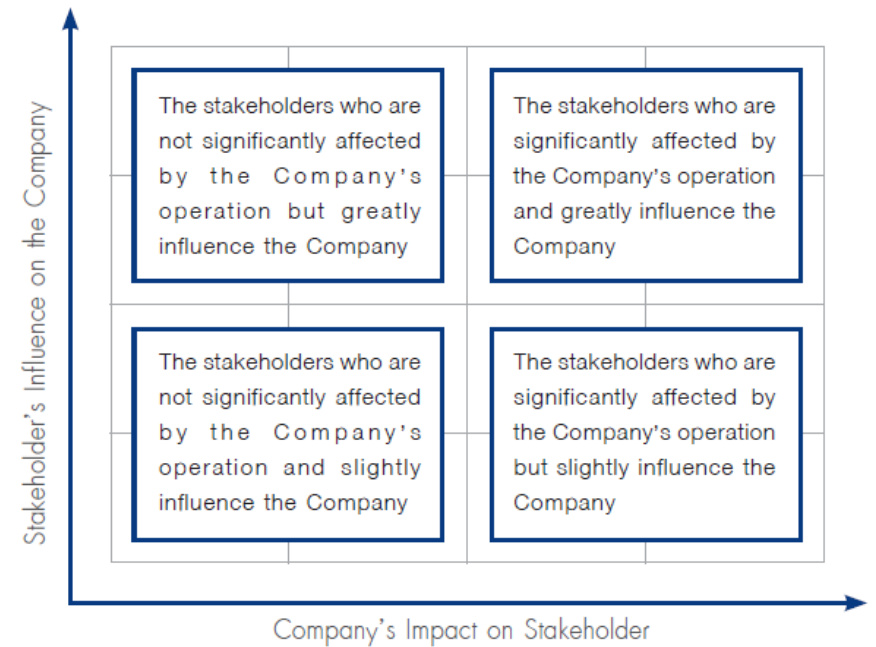 Stakeholder's Influence on the Company
The stakeholders who are
not significantly affected
by the Company's
operation but greatly
influence the Company
The stakeholders who are
significantly affected by
the Company's operation
and greatly influence the
Company
The stakeholders who are
not significantly affected
by the Company's
operation and slightly
influence the Company
The stakeholders who are
significantly affected by
the Company's operation
but slightly influence the
Company
Company's Impact on Stakeholder